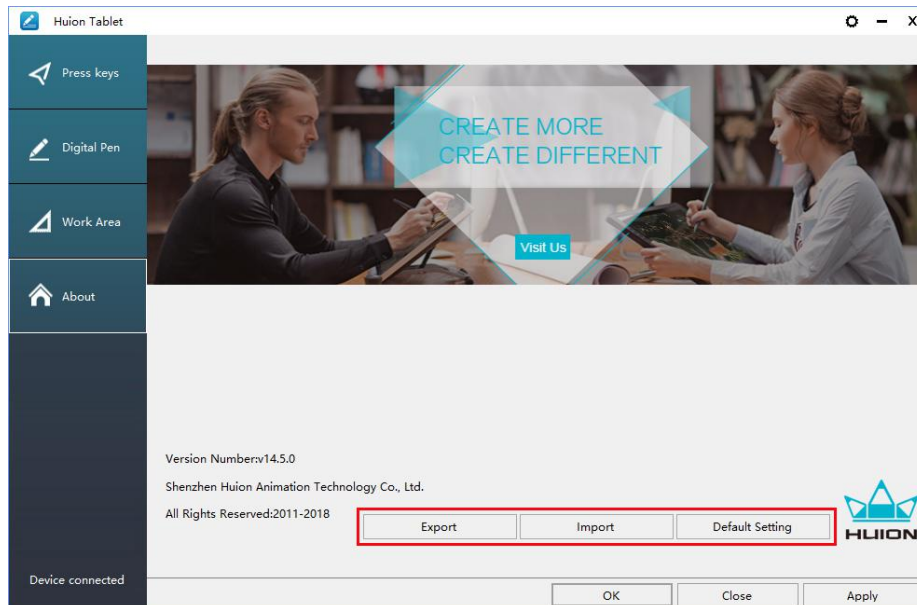 Huion Tablet
Press keys
Digital Pen
Work Area
About
CREATE MORE
CREATE DIFFERENT
Visit Us
Version Number:v14.5.0
Shenzhen Huion Animation Technology Co., Ltd.
All Rights Reserved:2011-2018
Export
Import
Default Setting
HUION
Device connected
OK
Close
Apply